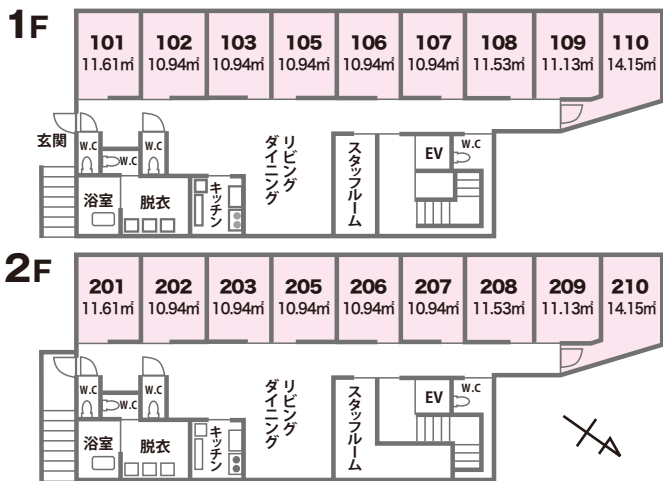 1F
101 102 103 105 106 107 108 109 110
11.61㎡ 10.94㎡ 10.94㎡ 10.94㎡ 10.94㎡ 10.94㎡ 11.53㎡ 11.13㎡ 14.15㎡
玄関
W.C
W.C
W.C
浴室
脱衣
キッチン
リビング
ダイニング
スタッフルーム
EV
W.C
2F
201 202 203 205 206 207 208 209 210
11.61㎡ 10.94㎡ 10.94㎡ 10.94㎡ 10.94㎡ 10.94㎡ 11.53㎡ 11.13㎡ 14.15㎡
W.C
W.C
W.C
浴室
脱衣
キッチン
リビング
ダイニング
スタッフルーム
EV
W.C